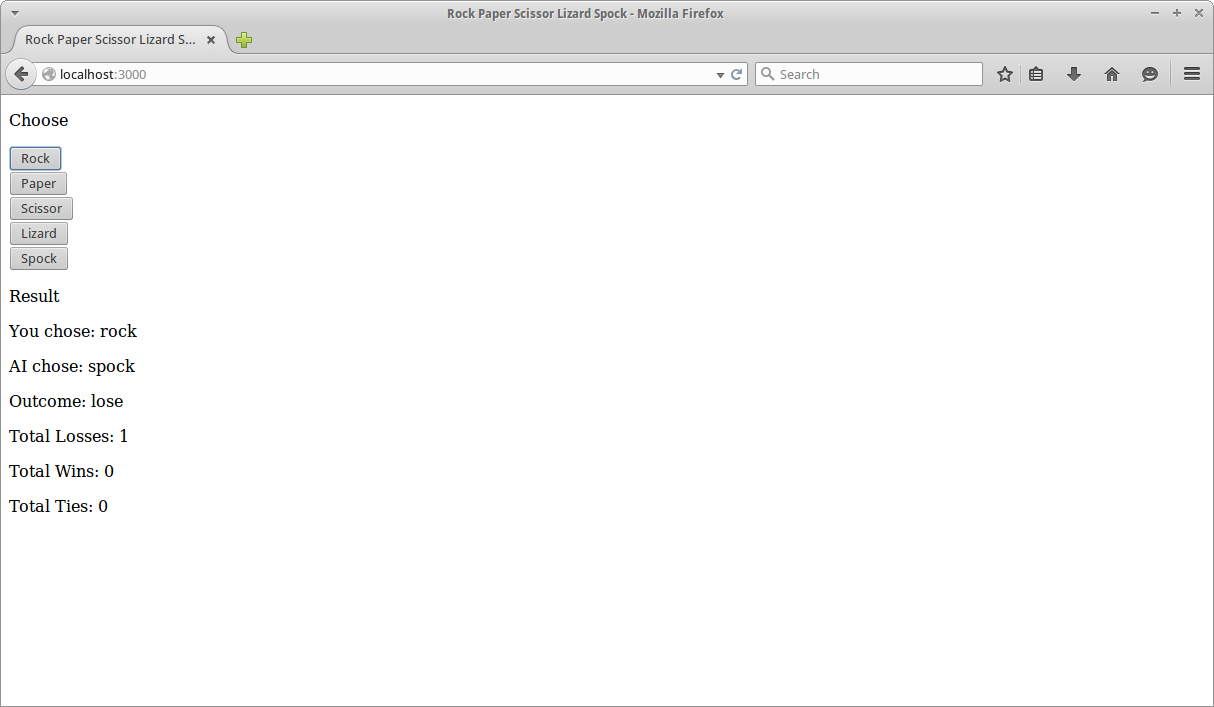 Rock Paper Scissor Lizard Spock - Mozilla Firefox
Rock Paper Scissor Lizard S...
localhost:3000
Search
Choose
Rock
Paper
Scissor
Lizard
Spock
Result
You chose: rock
AI chose: spock
Outcome: lose
Total Losses: 1
Total Wins: 0
Total Ties: 0